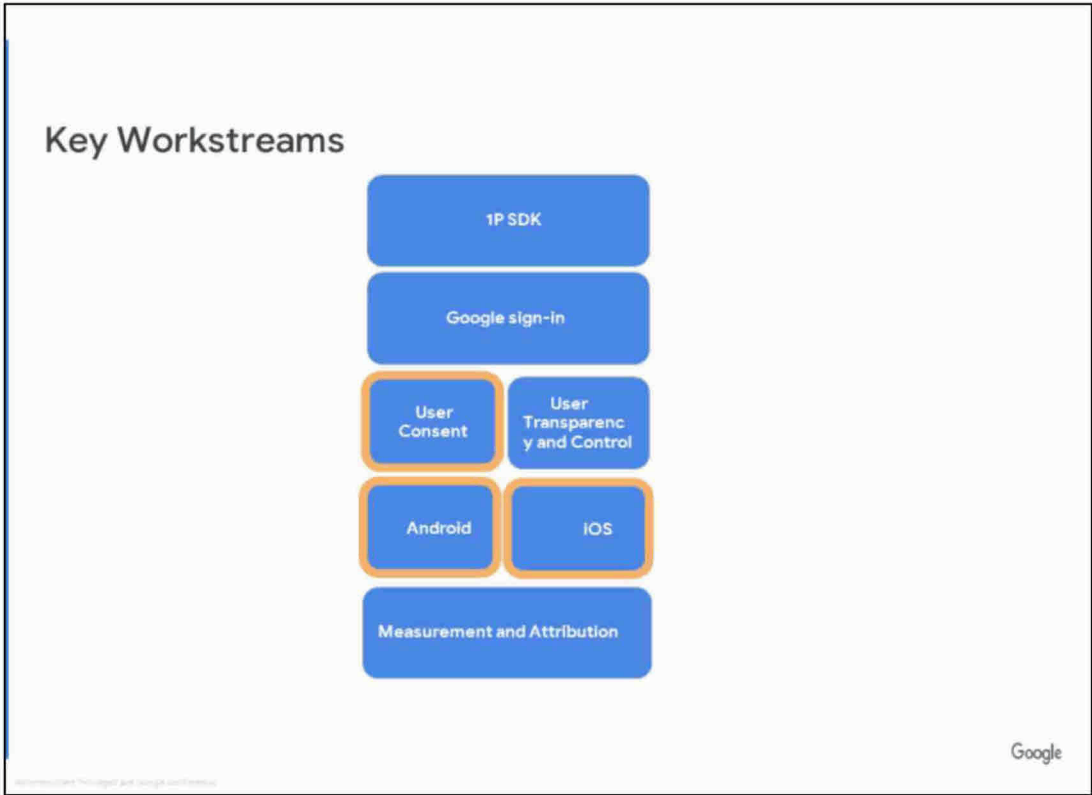 Key Workstreams
1P SDK
Google sign-in
User
Consent
User
Transparenc
y and Control
Android
iOS
Measurement and Attribution
Google